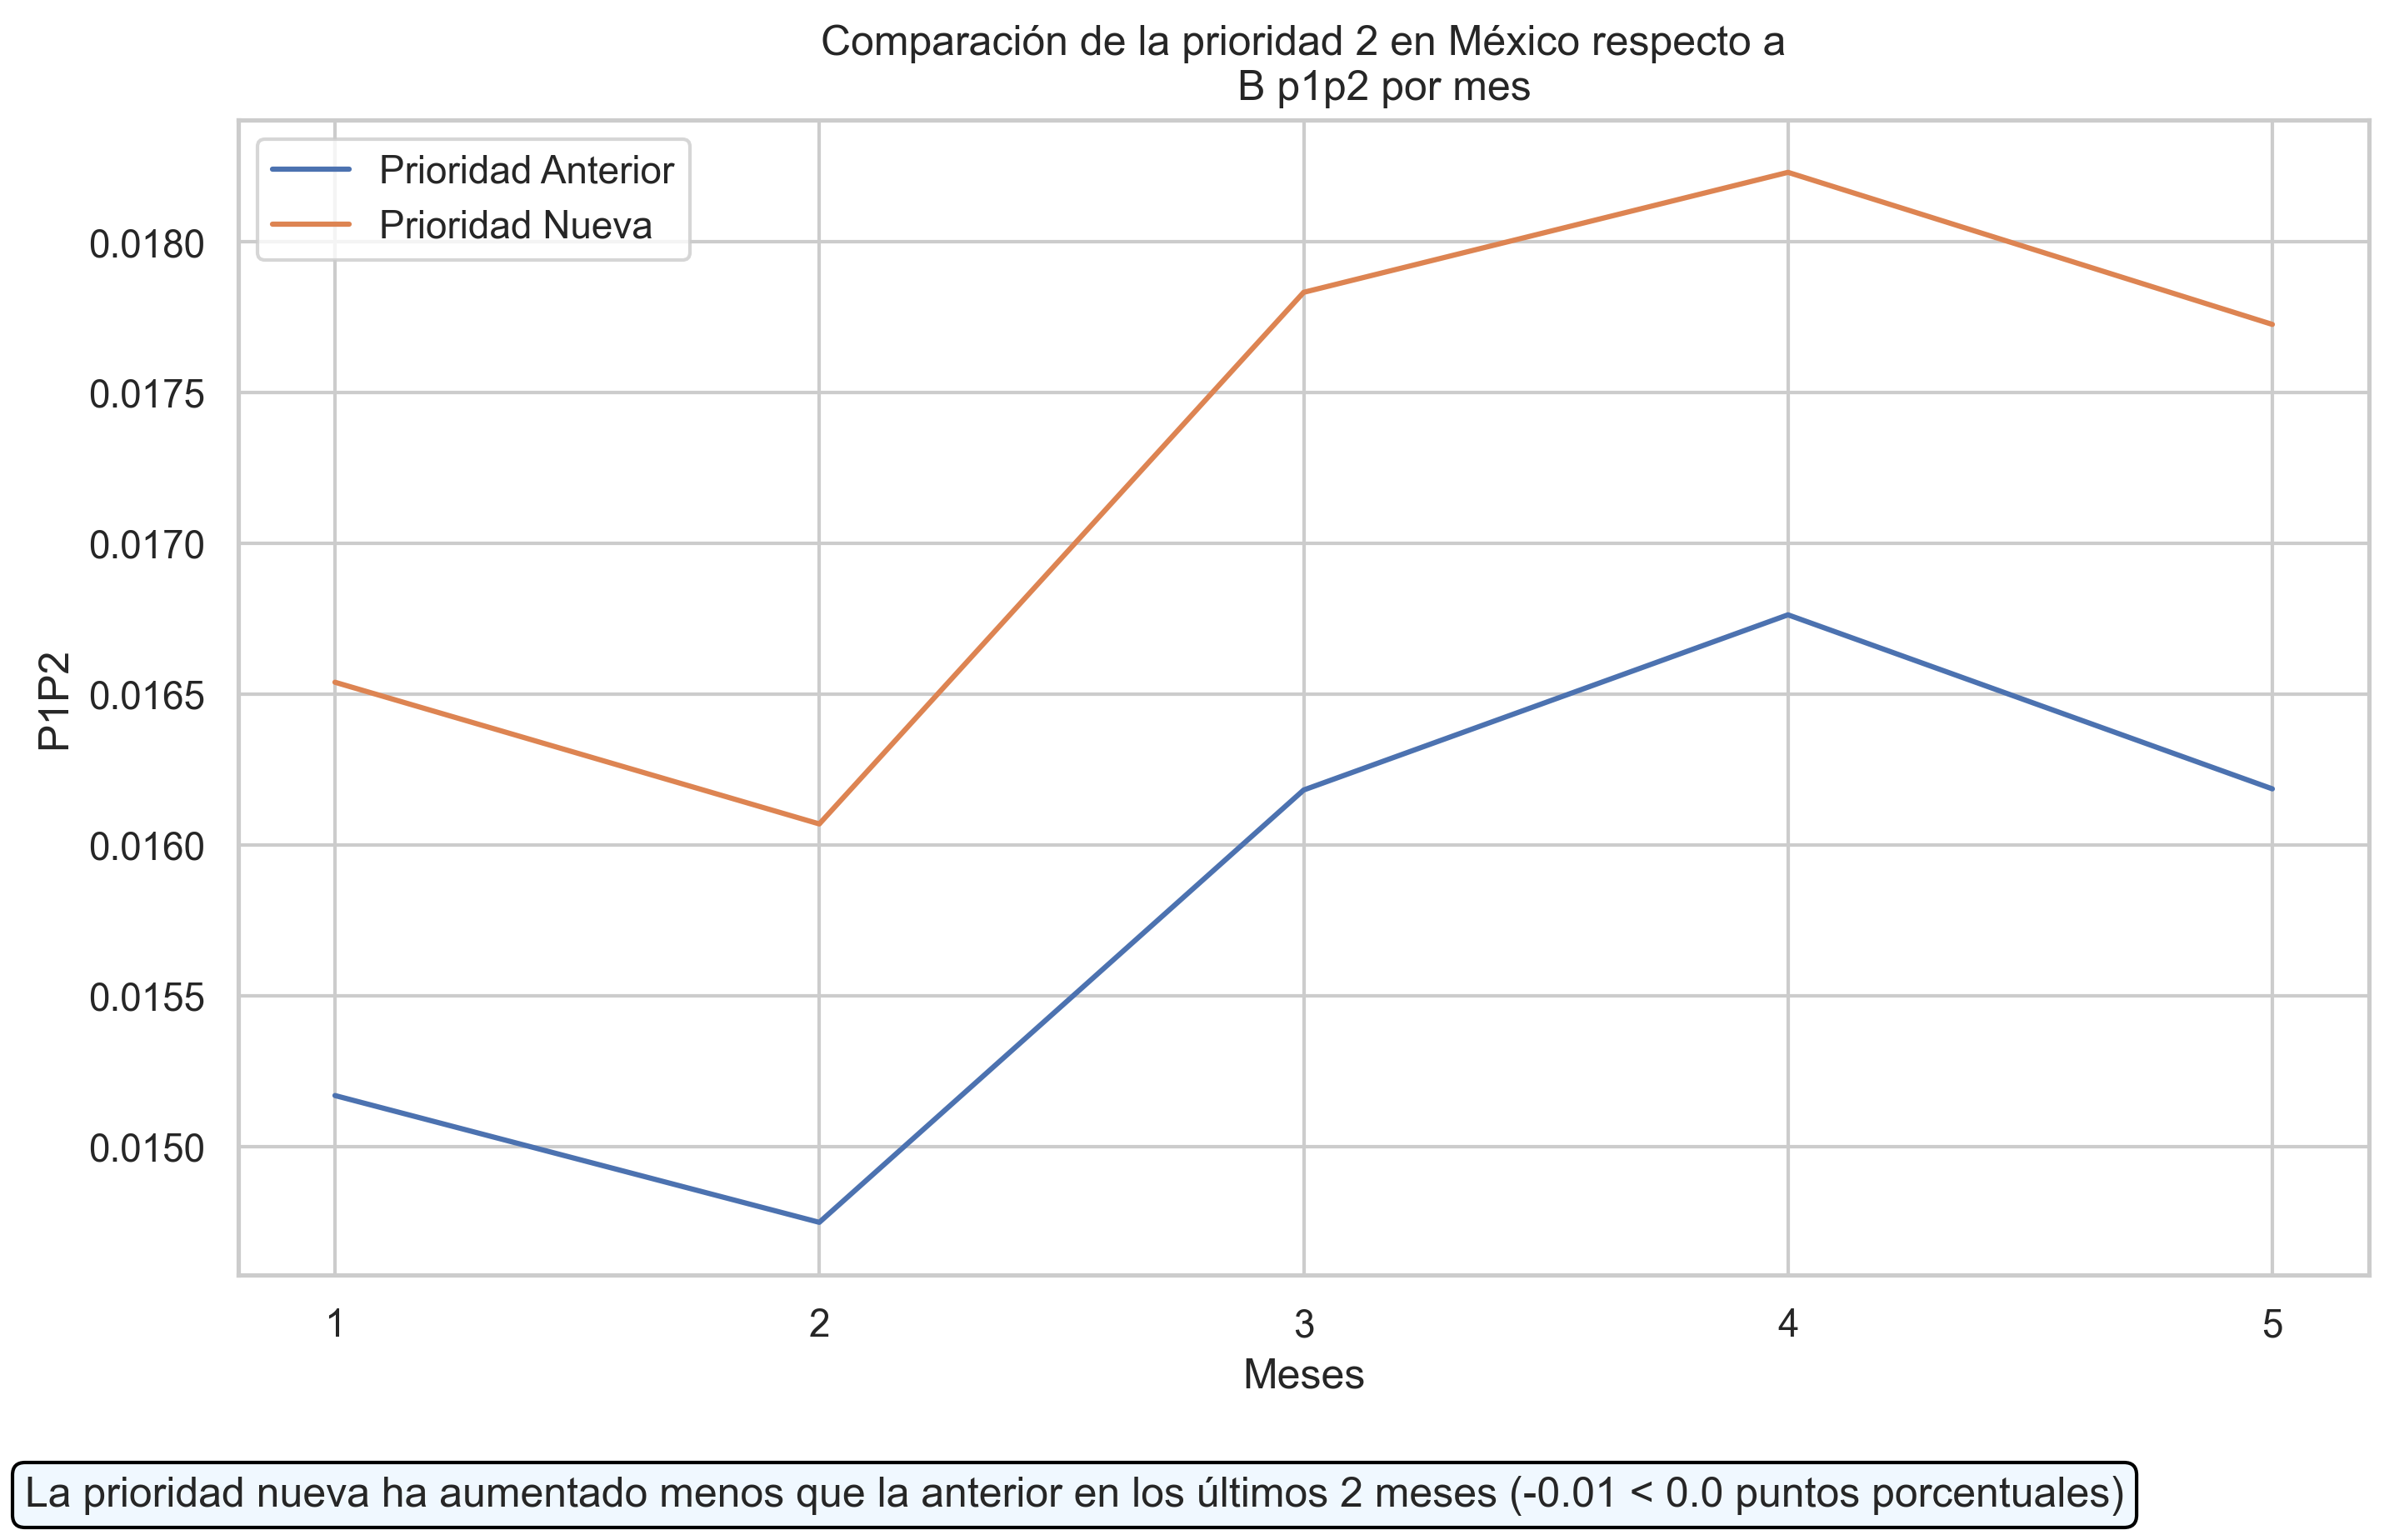 Comparación de la prioridad 2 en México respecto a
B p1p2 por mes
Prioridad Anterior
Prioridad Nueva
0.0180
0.0175
0.0170
0.0165
0.0160
0.0155
0.0150
P1P2
1 2 3 4 5
Meses
La prioridad nueva ha aumentado menos que la anterior en los últimos 2 meses (-0.01 < 0.0 puntos porcentuales)